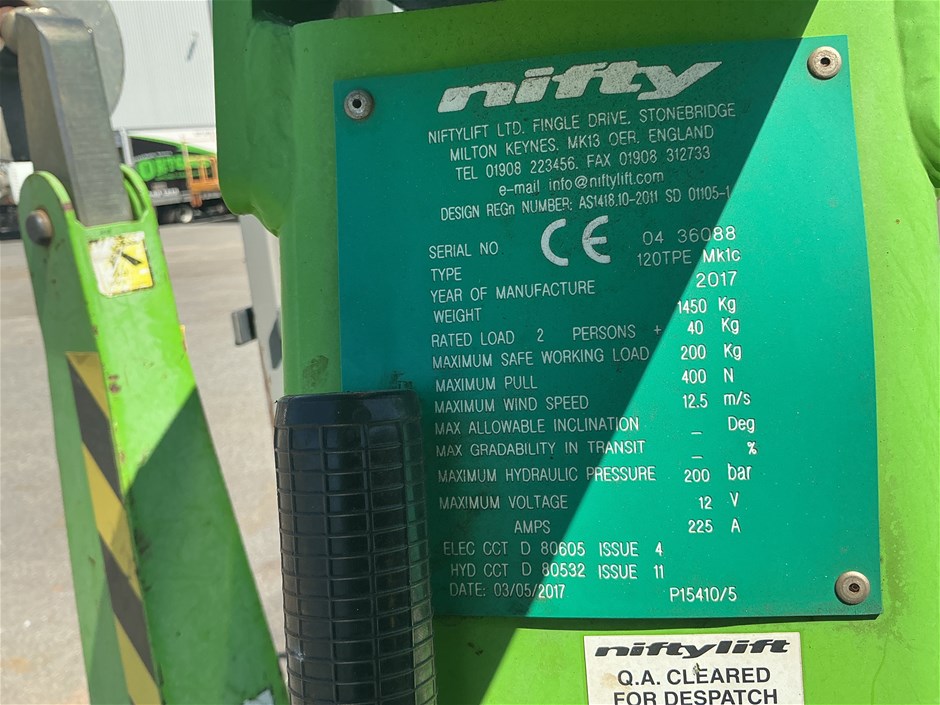 nifty
NIFTYLIFT LTD. FINGLE DRIVE. STONEBRIDGE
MILTON KEYNES. MK13 OER. ENGLAND
TEL 01908 223456. FAX 01908 312733
e-mail info@niftylift.com
DESIGN REGn NUMBER: AS1418.10-2011 SD 01105-1
SERIAL NO CE 04 36088
TYPE 120TPE Mk1c
YEAR OF MANUFACTURE 2017
WEIGHT 1450 Kg
RATED LOAD 2 PERSONS + 40 Kg
MAXIMUM SAFE WORKING LOAD 200 Kg
MAXIMUM PULL 400 N
MAXIMUM WIND SPEED 12.5 m/s
MAX ALLOWABLE INCLINATION _ Deg
MAX GRADABILITY IN TRANSIT _ %
MAXIMUM HYDRAULIC PRESSURE 200 bar
MAXIMUM VOLTAGE 12 V
AMPS 225 A
ELEC CCT D 80605 ISSUE 4
HYD CCT D 80532 ISSUE 11
DATE: 03/05/2017 P15410/5
niftylift
Q.A. CLEARED
FOR DESPATCH